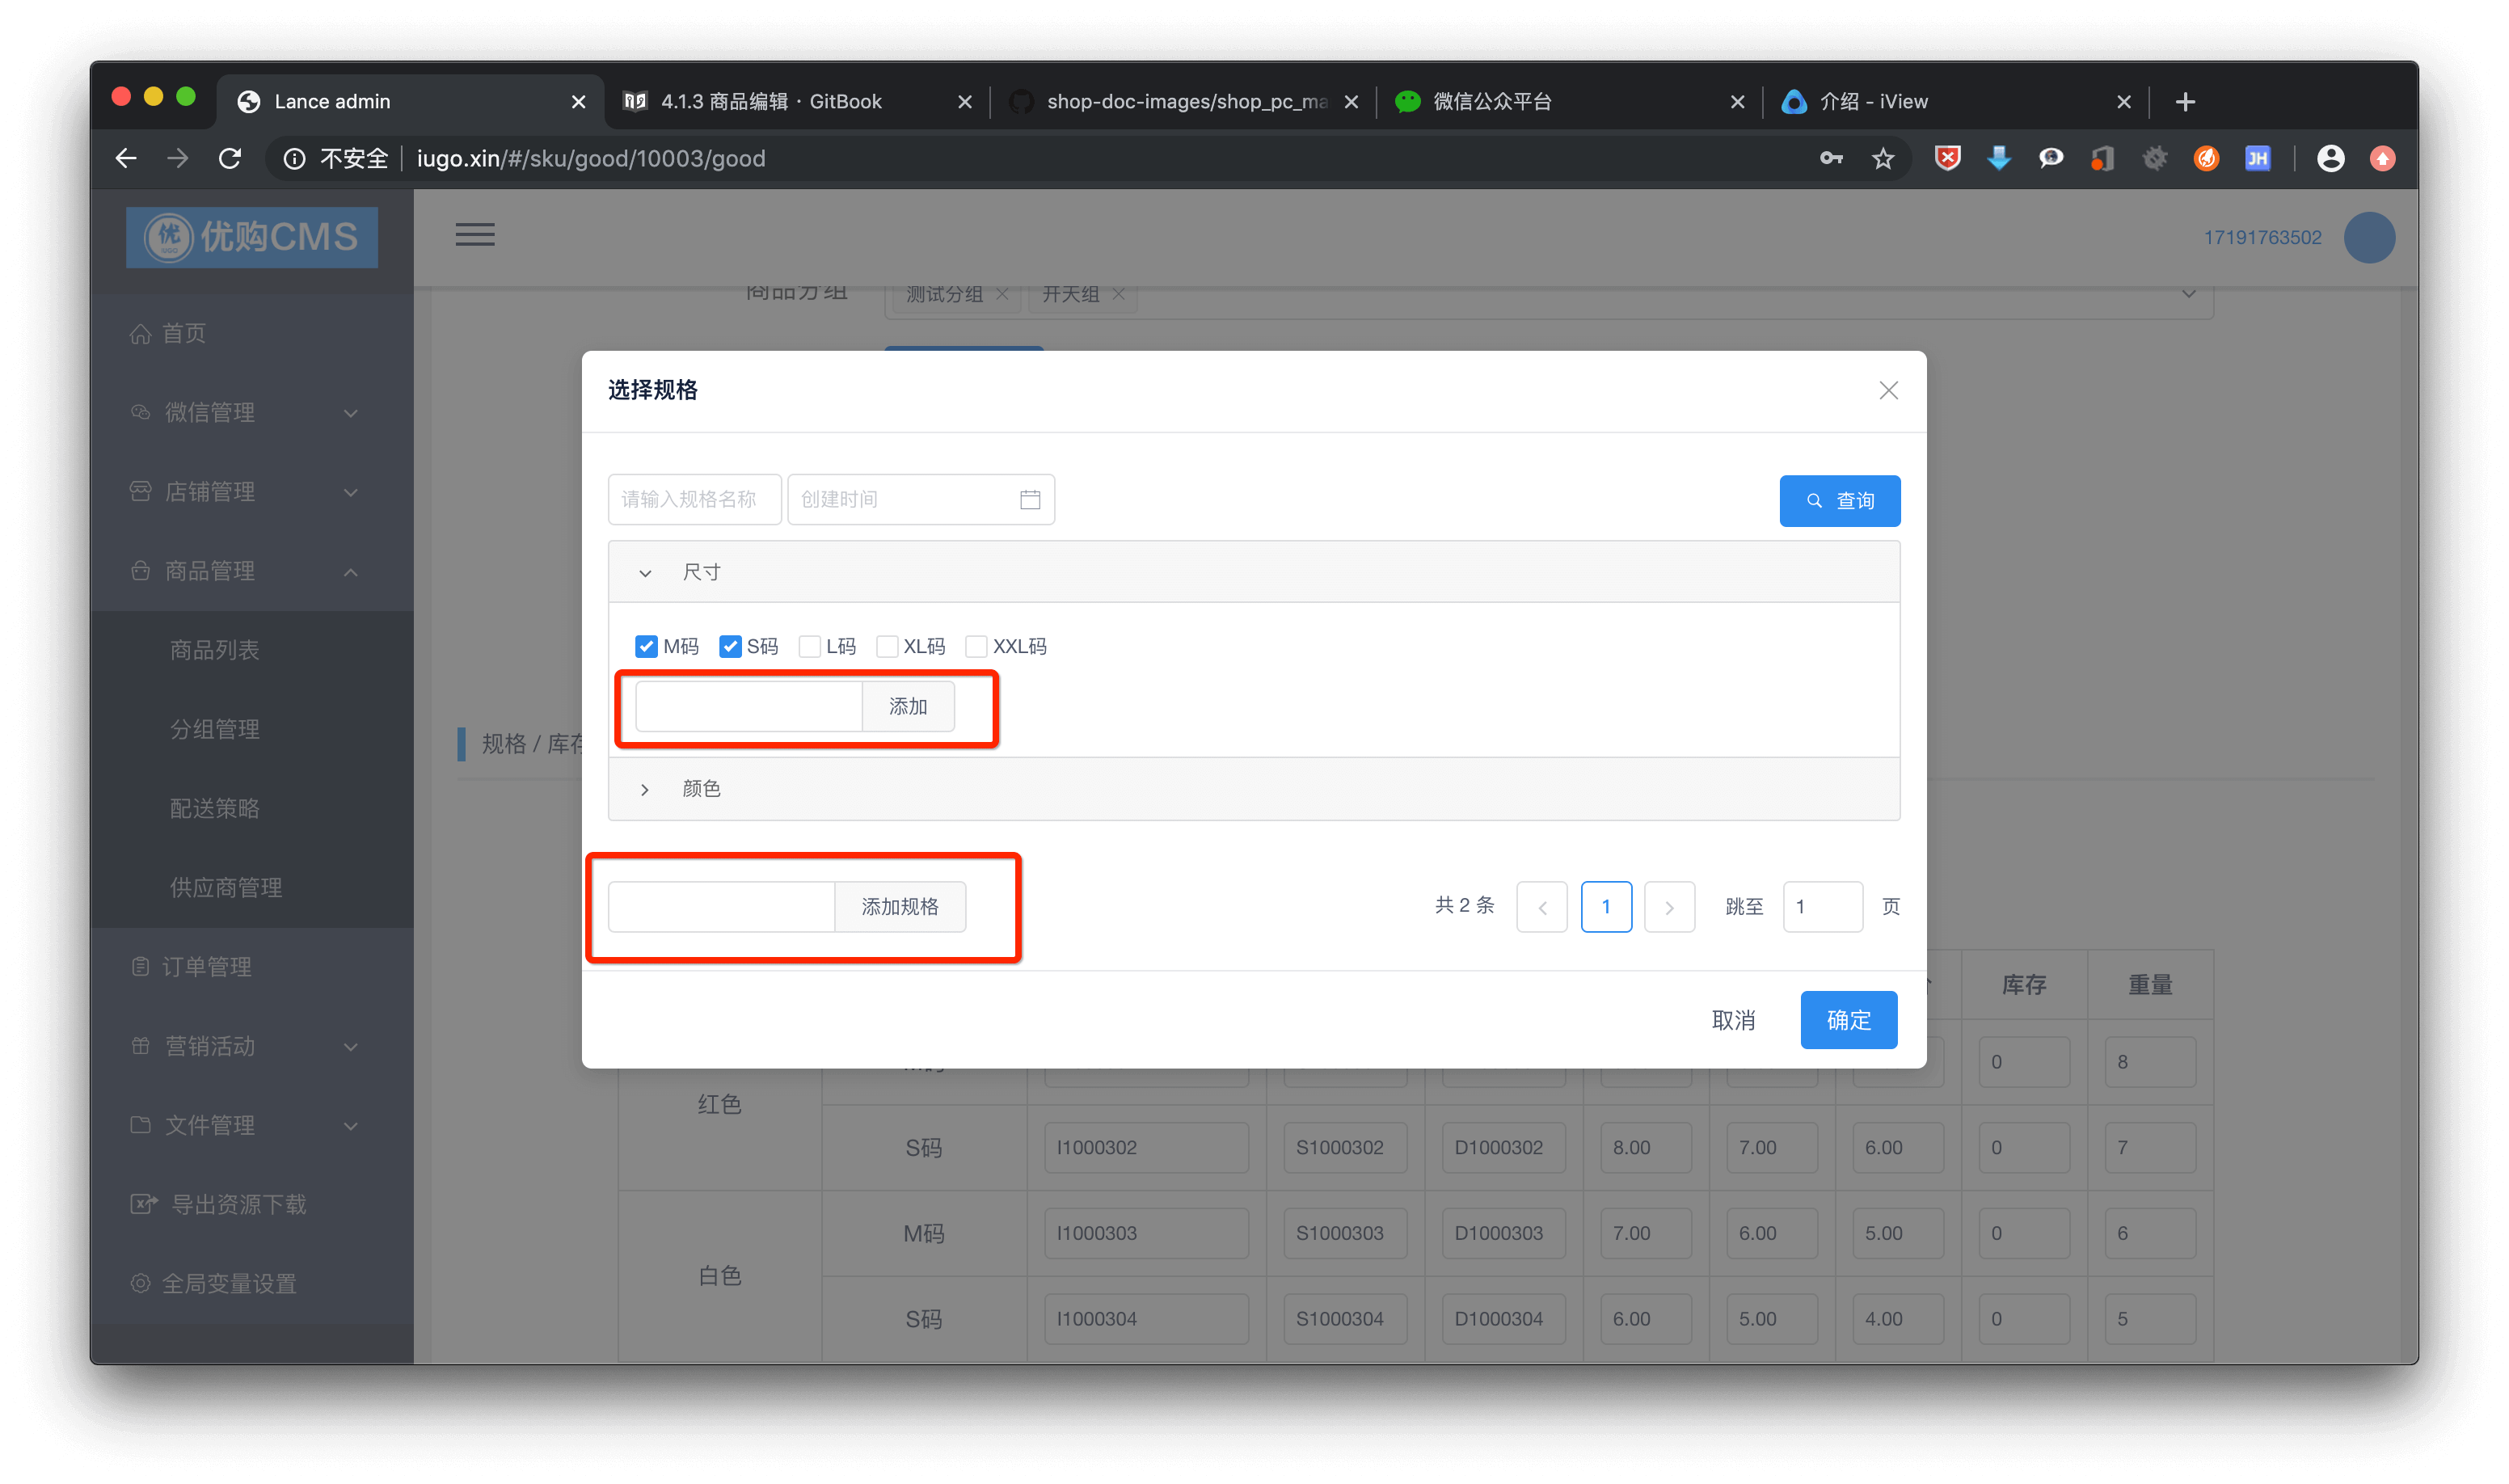 Lance admin
4.1.3 商品编辑 · GitBook
shop-doc-images/shop_pc_ma
微信公众平台
介绍 - iView
不安全
iugo.xin/#/sku/good/10003/good
JH
优购CMS
17191763502
商品分组
测试分组
开天组
首页
微信管理
店铺管理
商品管理
商品列表
分组管理
配送策略
供应商管理
订单管理
营销活动
文件管理
导出资源下载
全局变量设置
选择规格
请输入规格名称
创建时间
查询
尺寸
M码 S码 L码 XL码 XXL码
添加
规格 / 库存
颜色
添加规格
共 2 条 1 跳至 1 页
取消 确定
库存 重量
0 8
红色
S码 I1000302 S1000302 D1000302 8.00 7.00 6.00 0 7
M码 I1000303 S1000303 D1000303 7.00 6.00 5.00 0 6
白色
S码 I1000304 S1000304 D1000304 6.00 5.00 4.00 0 5